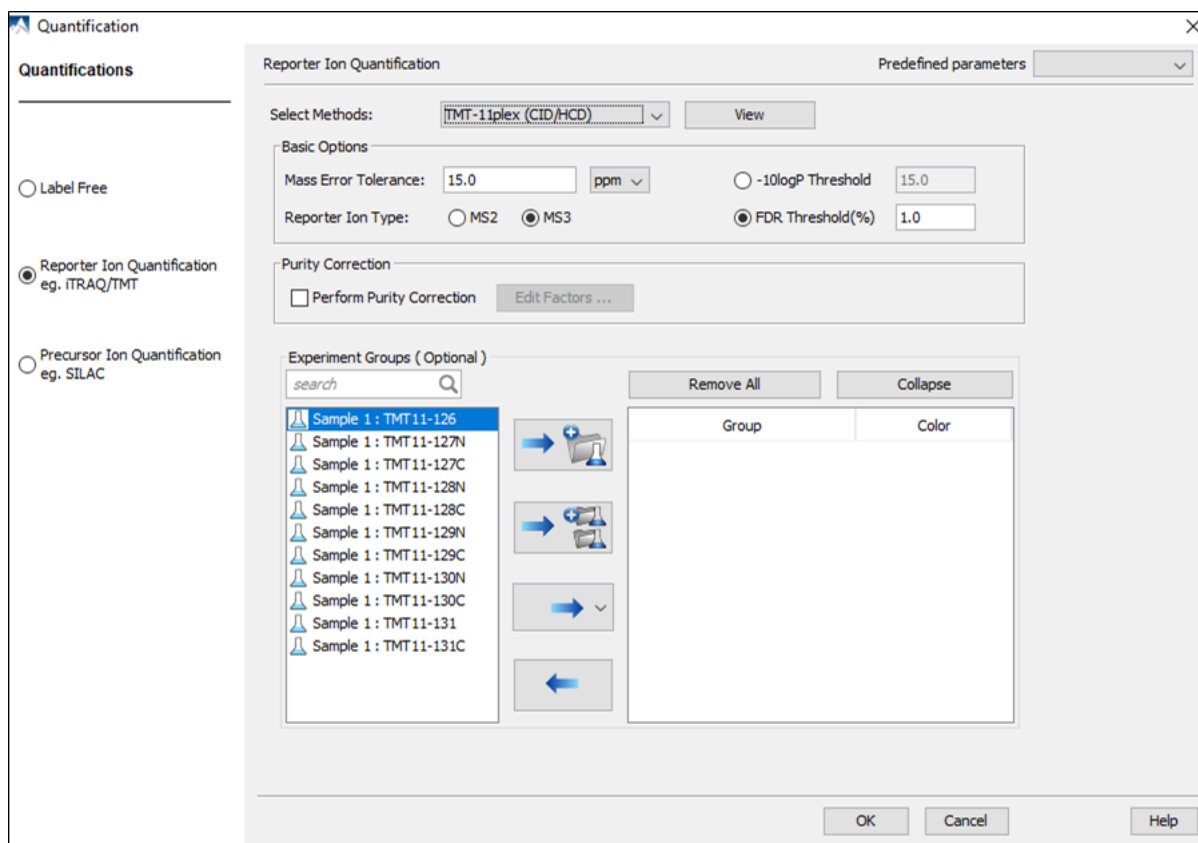 Quantification
Quantifications
Label Free
Reporter Ion Quantification
eg. iTRAQ/TMT
Precursor Ion Quantification
eg. SILAC
Reporter Ion Quantification Predefined parameters
Select Methods: TMT-11plex (CID/HCD) View
Basic Options
Mass Error Tolerance: 15.0 ppm -10logP Threshold 15.0
Reporter Ion Type: MS2 MS3 FDR Threshold(%) 1.0
Purity Correction
Perform Purity Correction Edit Factors ...
Experiment Groups ( Optional )
search Remove All Collapse
Group Color
Sample 1 : TMT11-126
Sample 1 : TMT11-127N
Sample 1 : TMT11-127C
Sample 1 : TMT11-128N
Sample 1 : TMT11-128C
Sample 1 : TMT11-129N
Sample 1 : TMT11-129C
Sample 1 : TMT11-130N
Sample 1 : TMT11-130C
Sample 1 : TMT11-131
Sample 1 : TMT11-131C
OK Cancel Help